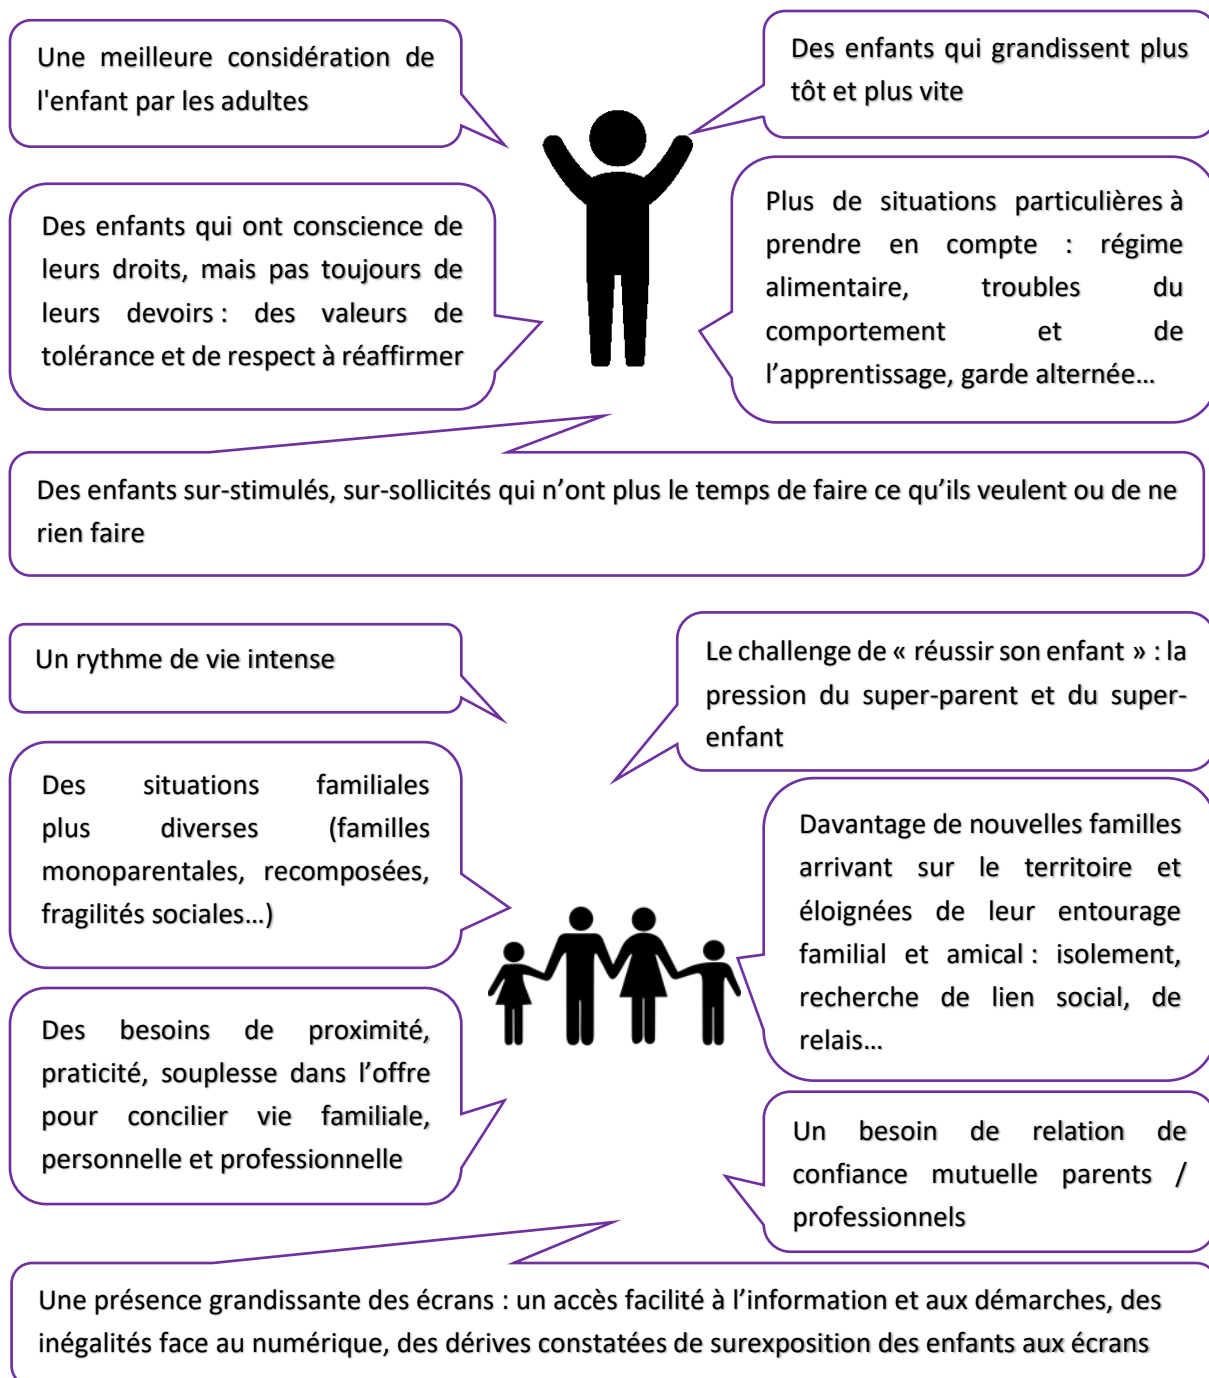 Une meilleure considération de
l'enfant par les adultes
Des enfants qui grandissent plus
tôt et plus vite
Des enfants qui ont conscience de
leurs droits, mais pas toujours de
leurs devoirs : des valeurs de
tolérance et de respect à réaffirmer
Plus de situations particulières à
prendre en compte : régime
alimentaire, troubles du
comportement et de
l’apprentissage, garde alternée…
Des enfants sur-stimulés, sur-sollicités qui n’ont plus le temps de faire ce qu’ils veulent ou de ne
rien faire
Un rythme de vie intense
Le challenge de « réussir son enfant » : la
pression du super-parent et du super-
enfant
Des situations familiales
plus diverses (familles
monoparentales, recomposées,
fragilités sociales…)
Davantage de nouvelles familles
arrivant sur le territoire et
éloignées de leur entourage
familial et amical : isolement,
recherche de lien social, de
relais…
Des besoins de proximité,
praticité, souplesse dans l’offre
pour concilier vie familiale,
personnelle et professionnelle
Un besoin de relation de
confiance mutuelle parents /
professionnels
Une présence grandissante des écrans : un accès facilité à l’information et aux démarches, des
inégalités face au numérique, des dérives constatées de surexposition des enfants aux écrans